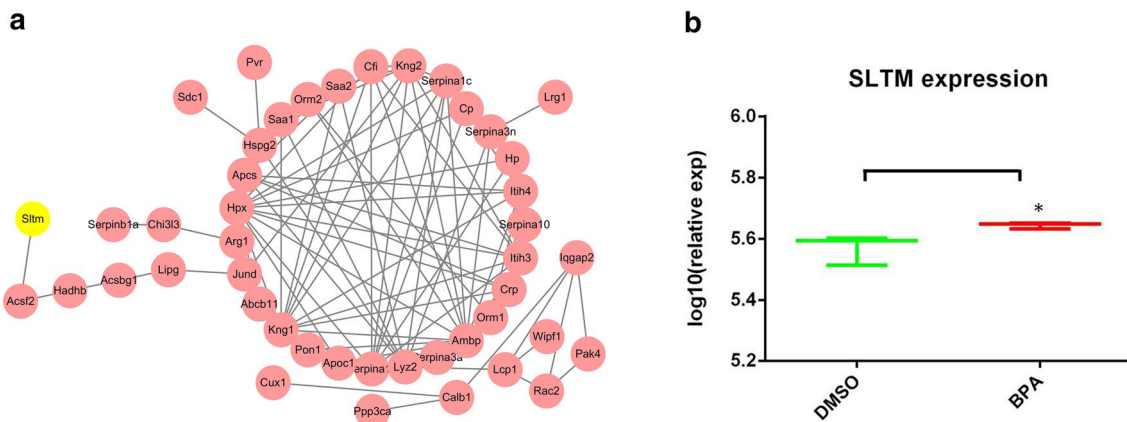 a
b
Pvr
Sdc1
Cfi
Kng2
Saa2
Serpina1c
Orm2
Cp
Lrg1
Saa1
Serpina3n
Hspg2
Hp
Apcs
Itih4
Hpx
Serpina10
Sltm
Serpinb1a
Chi3l3
Arg1
Itih3
Iqgap2
Lipg
Jund
Acsbg1
Hadhb
Acsf2
Crp
Abcb11
Orm1
Kng1
Ambp
Wipf1
Pon1
Serpina3a
Pak4
Apoc1
erpina1
Lyz2
Lcp1
Rac2
Cux1
Calb1
Ppp3ca
SLTM expression
log10(relative exp)
6.0
5.8
5.6
5.4
5.2
*
DMSO
BPA